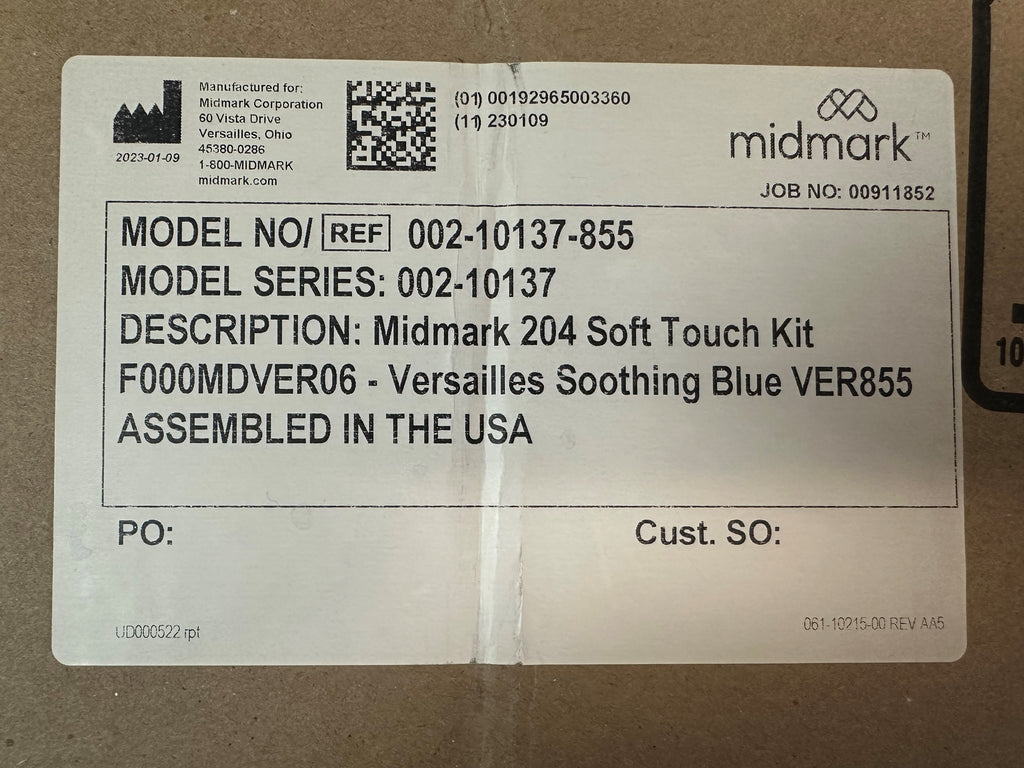 Manufactured for:
Midmark Corporation
60 Vista Drive
Versailles, Ohio
45380-0286
1-800-MIDMARK
midmark.com
2023-01-09
(01) 00192965003360
(11) 230109
midmark™
JOB NO: 00911852
MODEL NO/ REF 002-10137-855
MODEL SERIES: 002-10137
DESCRIPTION: Midmark 204 Soft Touch Kit
F000MDVER06 - Versailles Soothing Blue VER855
ASSEMBLED IN THE USA
PO:
Cust. SO:
UD000522.rpt
061-10215-00 REV AA5
10